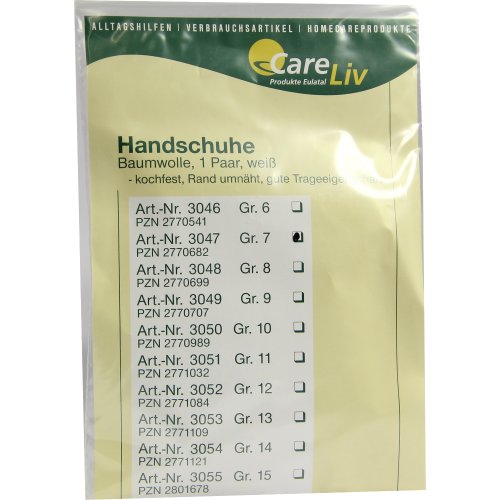 ALLTAGSHILFEN | VERBRAUCHSARTIKEL | HOMECAREPRODUKTE
Care Liv
Produkte Eulatal
Handschuhe
Baumwolle, 1 Paar, weiß
- kochfest, Rand umnäht, gute
Art.-Nr. 3046 Gr. 6
PZN 2770541
Art.-Nr. 3047 Gr. 7
PZN 2770682
Art.-Nr. 3048 Gr. 8
PZN 2770699
Art.-Nr. 3049 Gr. 9
PZN 2770707
Art.-Nr. 3050 Gr. 10
PZN 2770989
Art.-Nr. 3051 Gr. 11
PZN 2771032
Art.-Nr. 3052 Gr. 12
PZN 2771084
Art.-Nr. 3053 Gr. 13
PZN 2771109
Art.-Nr. 3054 Gr. 14
PZN 2771121
Art.-Nr. 3055 Gr. 15
PZN 2801678